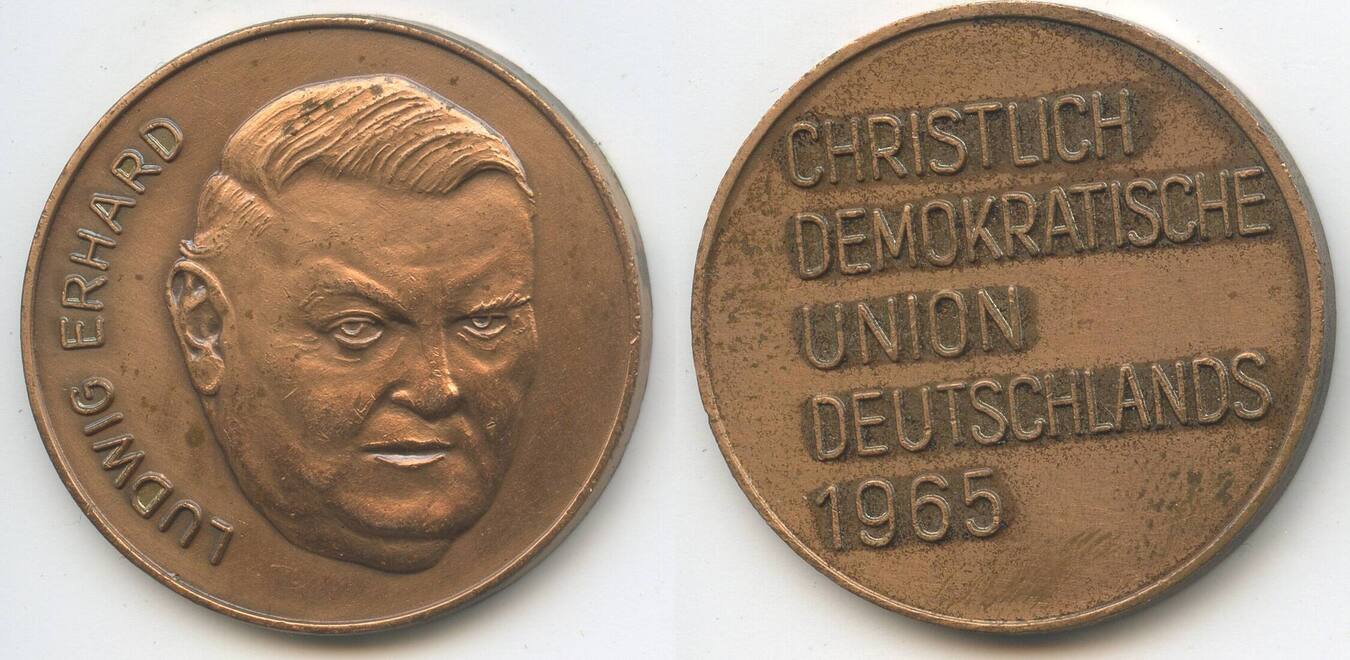 LUDWIG ERHARD
CHRISTLICH
DEMOKRATISCHE
UNION
DEUTSCHLANDS
1965